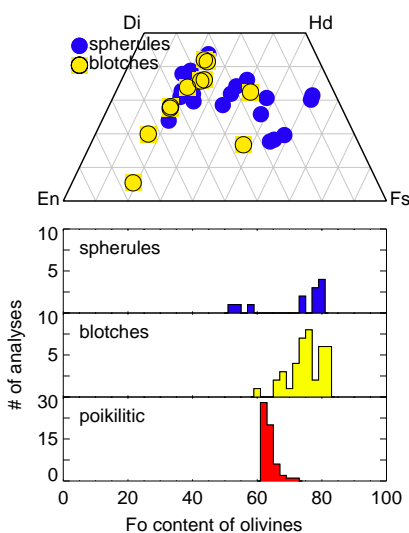 Di Hd
spherules
blotches
En Fs
10
spherules
5
10
blotches
5
# of analyses
30
poikilitic
15
0
0 20 40 60 80 100
Fo content of olivines